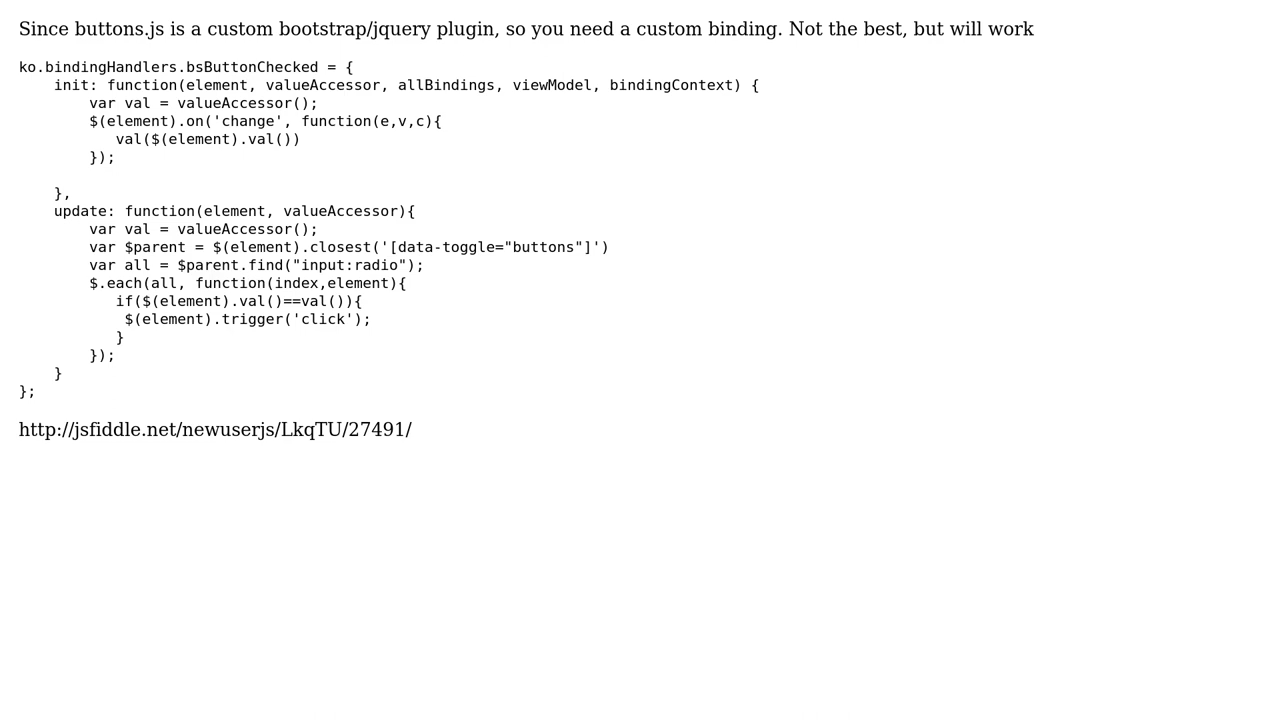 Since buttons.js is a custom bootstrap/jquery plugin, so you need a custom binding. Not the best, but will work
ko.bindingHandlers.bsButtonChecked = {
    init: function(element, valueAccessor, allBindings, viewModel, bindingContext) {
        var val = valueAccessor();
        $(element).on('change', function(e,v,c){
           val($(element).val())
        });

    },
    update: function(element, valueAccessor){
        var val = valueAccessor();
        var $parent = $(element).closest('[data-toggle="buttons"]')
        var all = $parent.find("input:radio");
        $.each(all, function(index,element){
           if($(element).val()==val()){
            $(element).trigger('click');
           }
        });
    }
};
http://jsfiddle.net/newuserjs/LkqTU/27491/